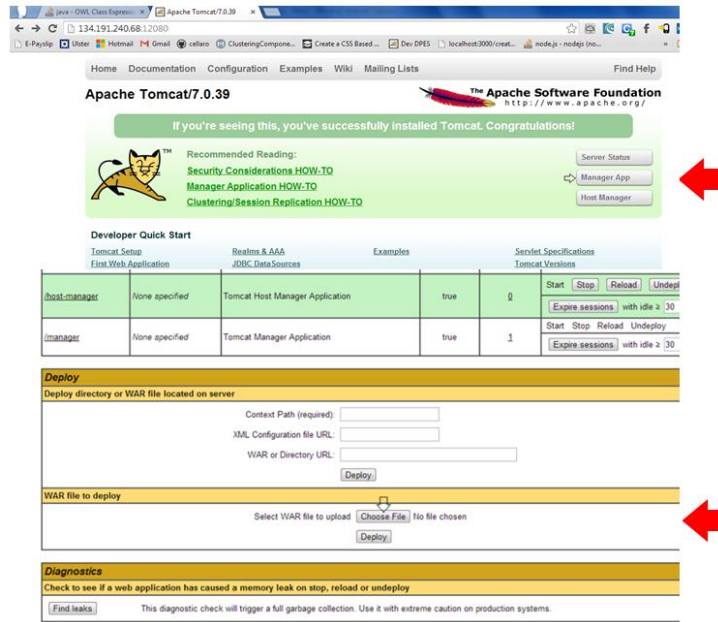 java - OWL Class Expressi
Apache Tomcat/7.0.39
134.191.240.68:12080
E-Payslip Ulster Hotmail Gmail cellaro ClusteringCompone... Create a CSS Based ... Dev DPES localhost:3000/creat... node.js - nodejs (no...
Home Documentation Configuration Examples Wiki Mailing Lists Find Help
Apache Tomcat/7.0.39
The Apache Software Foundation
http://www.apache.org/
If you're seeing this, you've successfully installed Tomcat. Congratulations!
TM
Recommended Reading:
Security Considerations HOW-TO
Manager Application HOW-TO
Clustering/Session Replication HOW-TO
Server Status
Manager App
Host Manager
Developer Quick Start
Tomcat Setup Realms & AAA Examples Servlet Specifications
First Web Application JDBC DataSources Tomcat Versions
/host-manager None specified Tomcat Host Manager Application true 0 Start Stop Reload Undepl
Expire sessions with idle ≥ 30
/manager None specified Tomcat Manager Application true 1 Start Stop Reload Undeploy
Expire sessions with idle ≥ 30
Deploy
Deploy directory or WAR file located on server
Context Path (required):
XML Configuration file URL:
WAR or Directory URL:
Deploy
WAR file to deploy
Select WAR file to upload Choose File No file chosen
Deploy
Diagnostics
Check to see if a web application has caused a memory leak on stop, reload or undeploy
Find leaks This diagnostic check will trigger a full garbage collection. Use it with extreme caution on production systems.